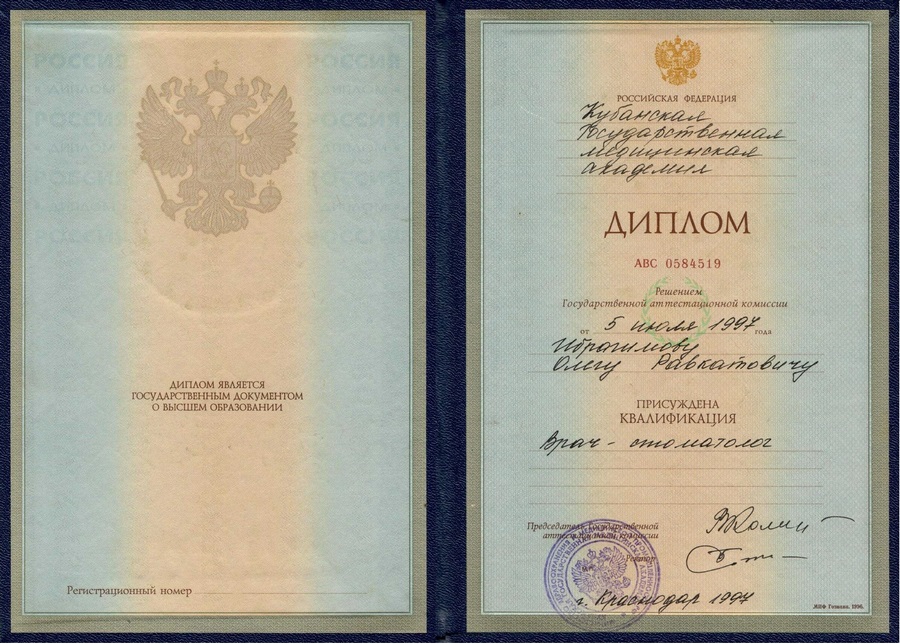 РОССИЯ
ДИПЛОМ
РОССИЯ
РОССИЯ
ДИПЛОМ ЯВЛЯЕТСЯ
ГОСУДАРСТВЕННЫМ ДОКУМЕНТОМ
О ВЫСШЕМ ОБРАЗОВАНИИ
Регистрационный номер
РОССИЙСКАЯ ФЕДЕРАЦИЯ
Кубанская
Государственная
медицинская
академия
ДИПЛОМ
АВС 0584519
Решением
Государственной аттестационной комиссии
от 5 июля 1997 года
Ибрагимову
Олегу Равкатовичу
ПРИСУЖДЕНА
КВАЛИФИКАЦИЯ
Врач - стоматолог
Председатель Государственной
аттестационной комиссии
Ректор
г. Краснодар 1997